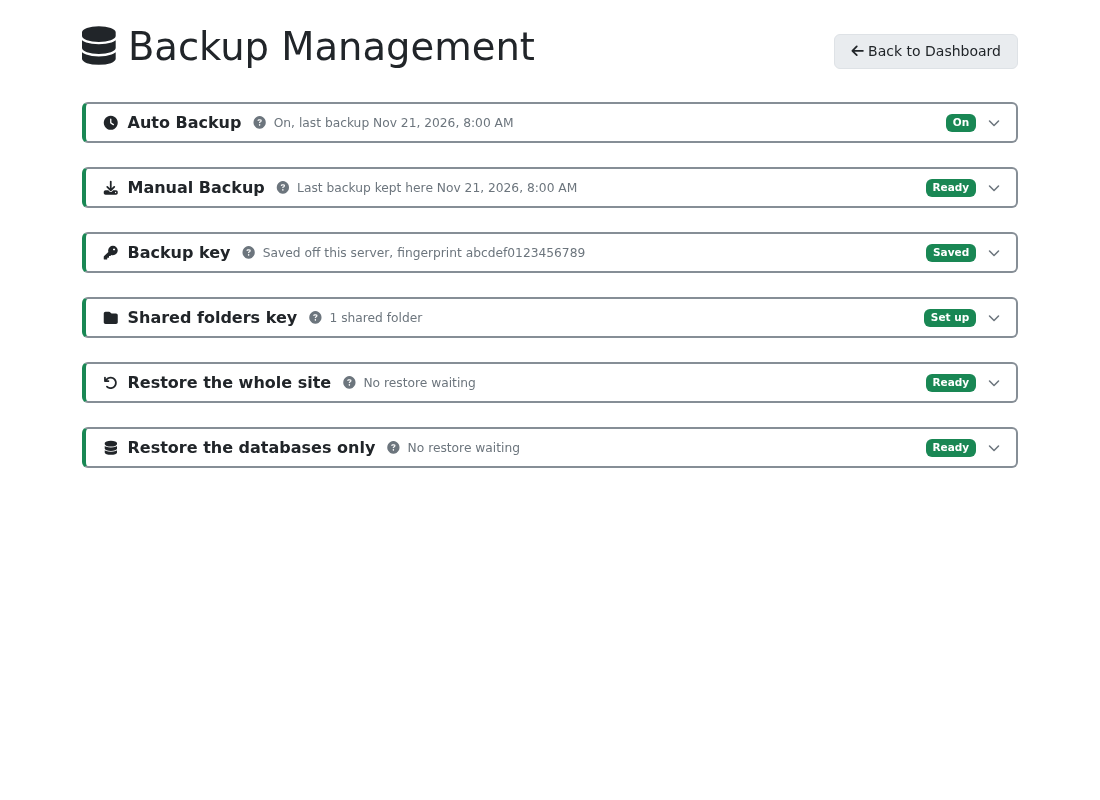 Backup Management
Back to Dashboard
Auto Backup On, last backup Nov 21, 2026, 8:00 AM On
Manual Backup Last backup kept here Nov 21, 2026, 8:00 AM Ready
Backup key Saved off this server, fingerprint abcdef0123456789 Saved
Shared folders key 1 shared folder Set up
Restore the whole site No restore waiting Ready
Restore the databases only No restore waiting Ready